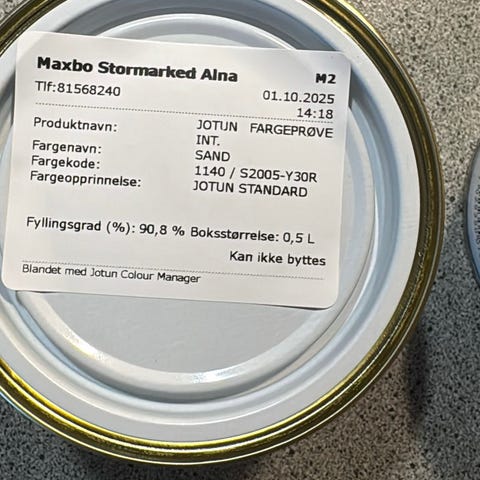 Maxbo Stormarked Alna M2
Tlf:81568240 01.10.2025
14:18
Produktnavn: JOTUN FARGEPRØVE
INT.
Fargenavn: SAND
Fargekode: 1140 / S2005-Y30R
Fargeopprinnelse: JOTUN STANDARD
Fyllingsgrad (%): 90,8 % Boksstørrelse: 0,5 L
Kan ikke byttes
Blandet med Jotun Colour Manager